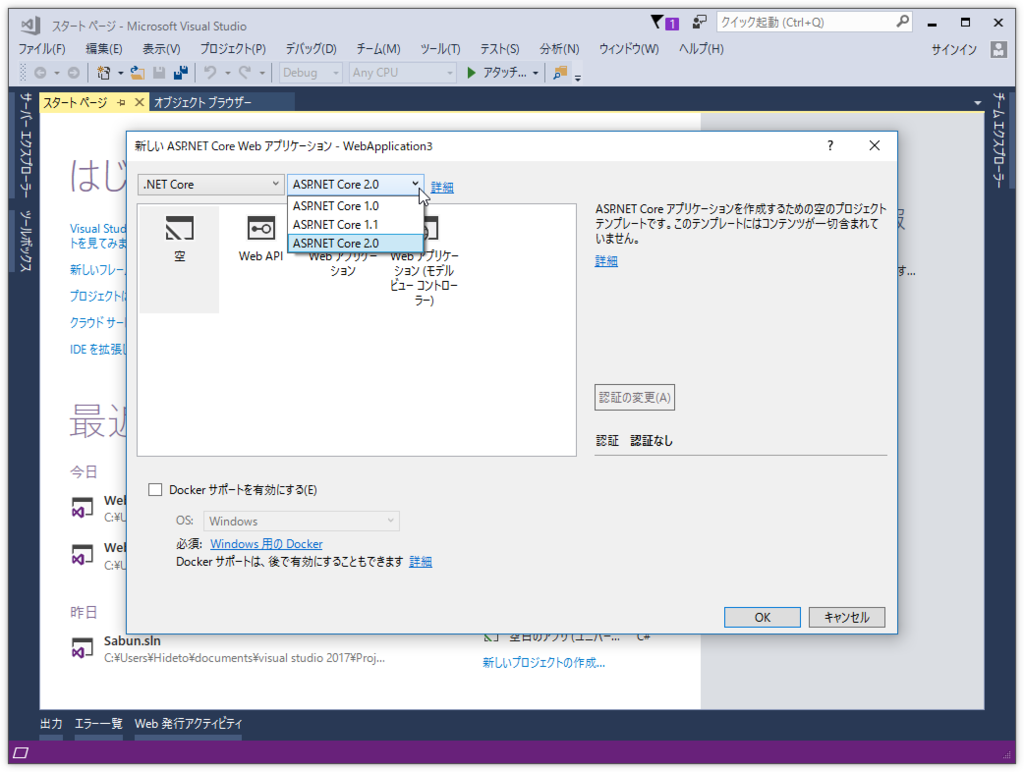 スタート ページ - Microsoft Visual Studio
1
クイック起動 (Ctrl+Q)
ファイル(F) 編集(E) 表示(V) プロジェクト(P) デバッグ(D) チーム(M) ツール(T) テスト(S) 分析(N) ウィンドウ(W) ヘルプ(H) サインイン
Debug Any CPU アタッチ...
サーバー エクスプローラー
ツールボックス
スタート ページ オブジェクト ブラウザー
チーム エクスプローラー
新しい ASP.NET Core Web アプリケーション - WebApplication3
?
.NET Core ASP.NET Core 2.0 詳細
ASP.NET Core 1.0
ASP.NET Core 1.1
ASP.NET Core 2.0
空
Web API
Web アプリケー
ション
Web アプリケー
ション (モデル
ビュー コントロー
ラー)
ASP.NET Core アプリケーションを作成するための空のプロジェクト
テンプレートです。このテンプレートにはコンテンツが一切含まれて
いません。
詳細
認証の変更(A)
認証 認証なし
Docker サポートを有効にする(E)
OS: Windows
必須: Windows 用の Docker
Docker サポートは、後で有効にすることもできます 詳細
OK キャンセル
はじ
Visual Stu
トを見てみま
新しいフレー
プロジェクトに
クラウド サー
IDE を拡張し
す...
最近
今日
We
C:¥U
We
C:¥U
昨日
Sabun.sln
C:¥Users¥Hideto¥documents¥visual studio 2017¥Proj...
空白のアプリ (ユニバー... C#
新しいプロジェクトの作成...
出力 エラー一覧 Web 発行アクティビティ